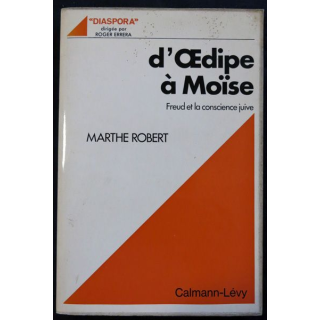 "DIASPORA"
dirigée par
ROGER ERRERA
d'Œdipe
à Moïse
Freud et la conscience juive
MARTHE ROBERT
Calmann-Lévy